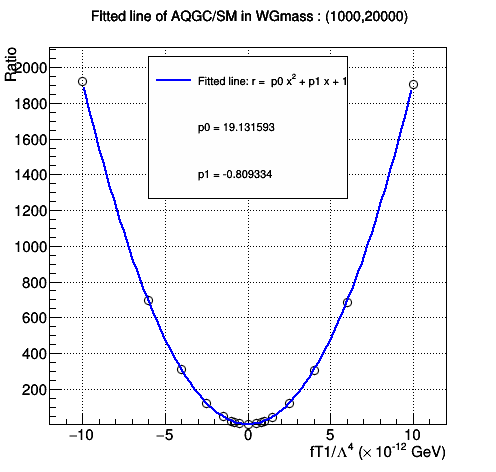 FItted line of AQGC/SM in WGmass : (1000,20000)
Ratio
Fitted line: r = p0 x² + p1 x + 1
p0 = 19.131593
p1 = -0.809334
2000
1800
1600
1400
1200
1000
800
600
400
200
−10 −5 0 5 10
fT1/Λ⁴ (× 10⁻¹² GeV)